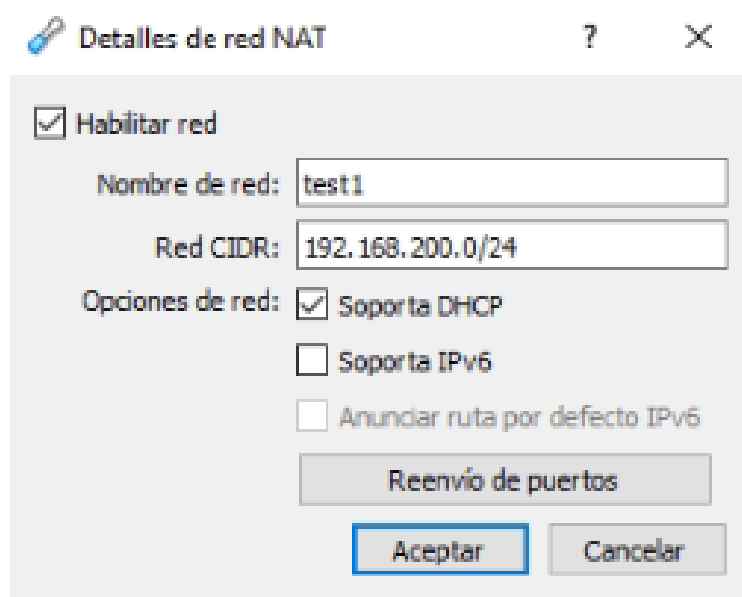 Detalles de red NAT ? ×
Habilitar red
Nombre de red: test1
Red CIDR: 192.168.200.0/24
Opciones de red: Soporta DHCP
Soporta IPv6
Anunciar ruta por defecto IPv6
Reenvío de puertos
Aceptar Cancelar